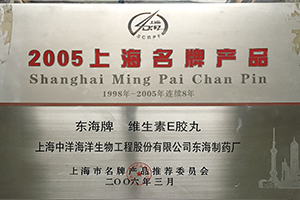 SCNPF
2005上海名牌产品
Shanghai Ming Pai Chan Pin
1998年-2005年连续8年
东海牌 维生素E胶丸
上海中洋海洋生物工程股份有限公司东海制药厂
上海市名牌产品推荐委员会
二〇〇六年三月